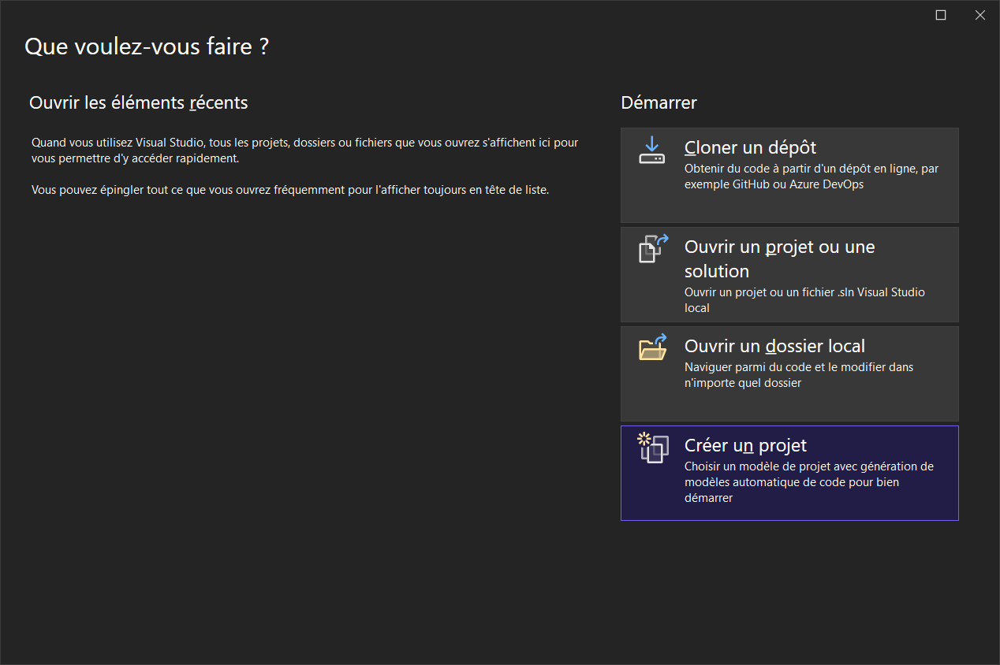 Que voulez-vous faire ?
Ouvrir les éléments récents
Quand vous utilisez Visual Studio, tous les projets, dossiers ou fichiers que vous ouvrez s'affichent ici pour
vous permettre d'y accéder rapidement.
Vous pouvez épingler tout ce que vous ouvrez fréquemment pour l'afficher toujours en tête de liste.
Démarrer
Cloner un dépôt
Obtenir du code à partir d'un dépôt en ligne, par
exemple GitHub ou Azure DevOps
Ouvrir un projet ou une
solution
Ouvrir un projet ou un fichier .sln Visual Studio
local
Ouvrir un dossier local
Naviguer parmi du code et le modifier dans
n'importe quel dossier
Créer un projet
Choisir un modèle de projet avec génération de
modèles automatique de code pour bien
démarrer